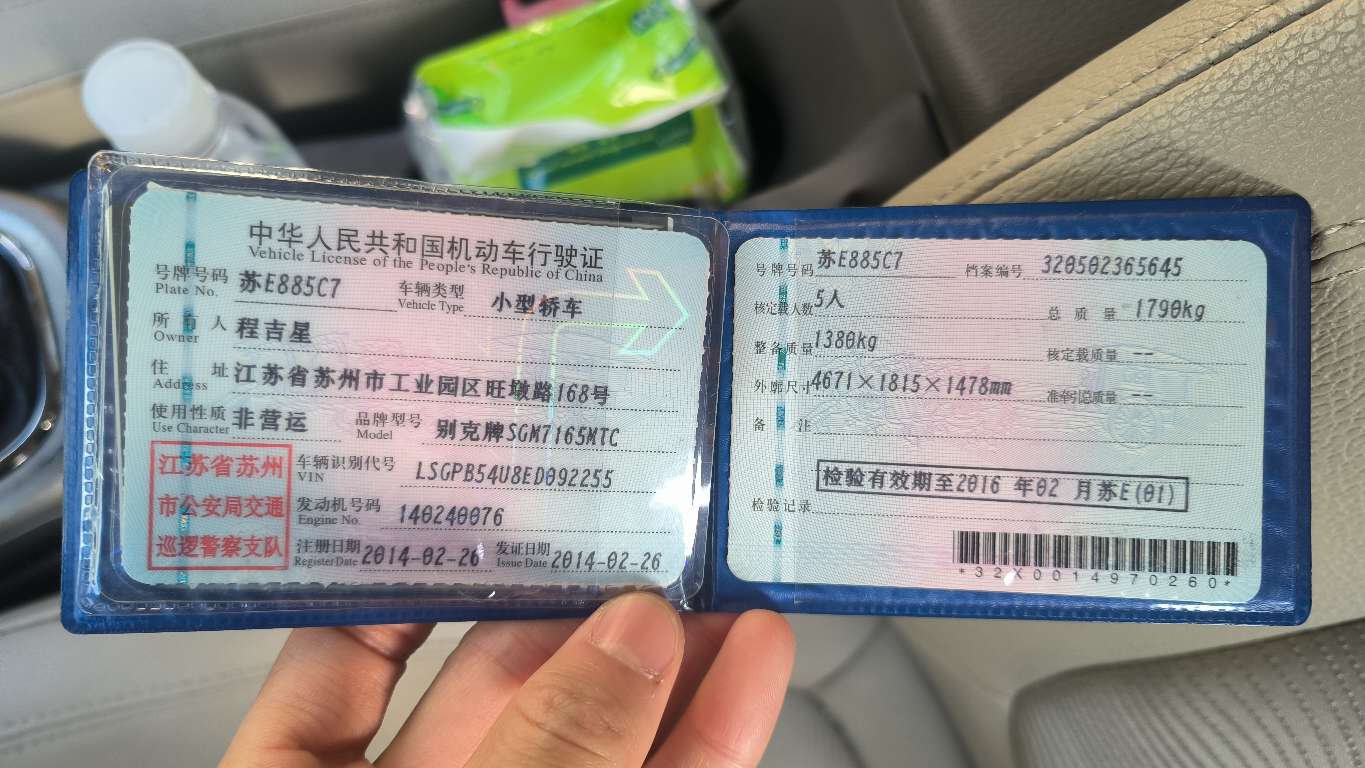 中华人民共和国机动车行驶证
Vehicle License of the People's Republic of China
号牌号码 苏E885C7 车辆类型 小型轿车
Plate No. Vehicle Type
所有人 程吉星
Owner
住址 江苏省苏州市工业园区旺墩路168号
Address
使用性质 非营运 品牌型号 别克牌SGM7165MTC
Use Character Model
江苏省苏州
市公安局交通
巡逻警察支队
车辆识别代号 LSGPB54U8ED092255
VIN
发动机号码 140240076
Engine No.
注册日期 2014-02-26 发证日期 2014-02-26
Register Date Issue Date
号牌号码 苏E885C7 档案编号 320502365645
核定载人数 5人 总质量 1790kg
整备质量 1380kg 核定载质量 --
外廓尺寸 4671×1815×1478mm 准牵引总质量 --
备注
检验有效期至2016 年02 月苏E(01)
检验记录
*32X0014970260*